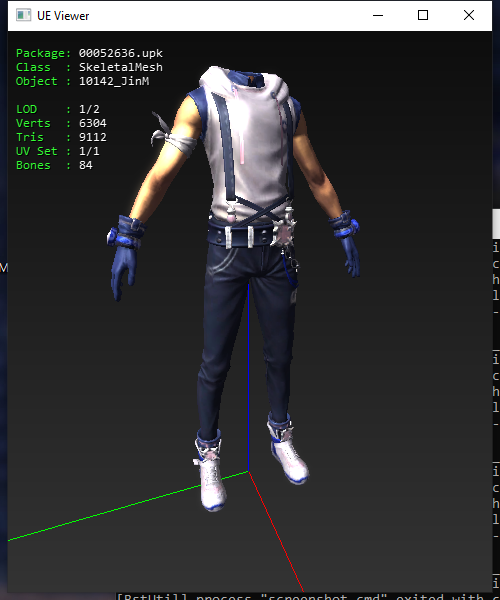 UE Viewer
Package: 00052636.upk
Class : SkeletalMesh
Object : 10142_JinM
LOD : 1/2
Verts : 6304
Tris : 9112
UV Set : 1/1
Bones : 84
M
i
c
h
l
-
i
c
h
l
-
i
c
h
l
-
i
[BstUtil] process "screenshot.cmd" exited with c